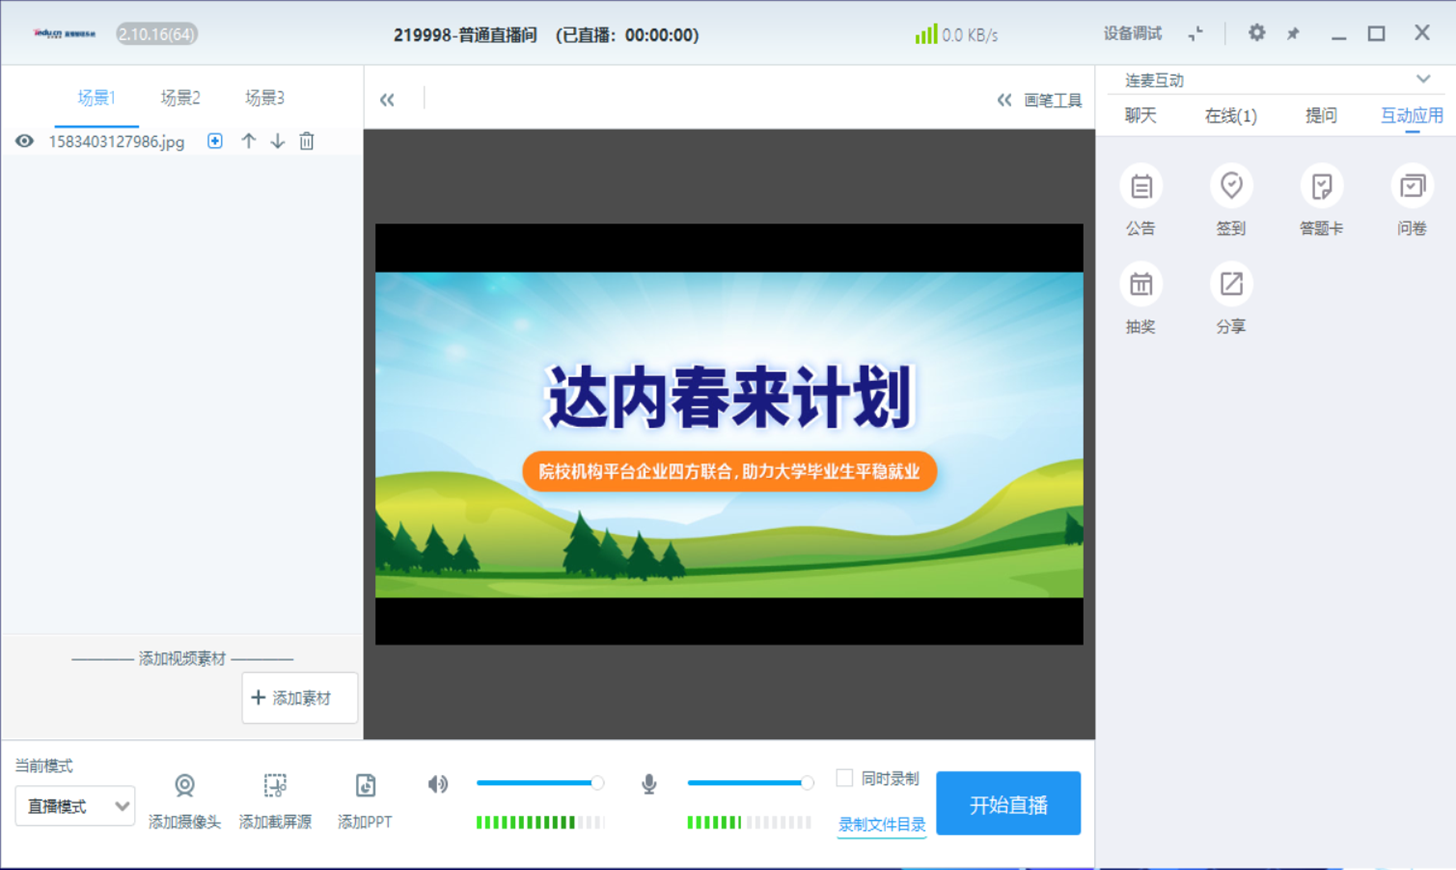 Tedu.cn 2.10.16(64) 219998-普通直播间 (已直播：00:00:00) 0.0 KB/s 设备调试
场景1 场景2 场景3
画笔工具
连麦互动
聊天 在线(1) 提问 互动应用
1583403127986.jpg
公告 签到 答题卡 问卷
抽奖 分享
达内春来计划
院校机构平台企业四方联合,助力大学毕业生平稳就业
添加视频素材
添加素材
当前模式
直播模式
添加摄像头 添加截屏源 添加PPT
同时录制
录制文件目录
开始直播